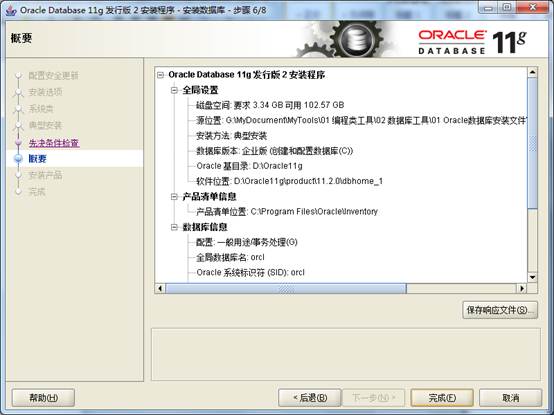 Oracle Database 11g 发行版 2 安装程序 - 安装数据库 - 步骤 6/8
概要
ORACLE
DATABASE
11g
配置安全更新
安装选项
系统类
典型安装
先决条件检查
概要
安装产品
完成
Oracle Database 11g 发行版 2 安装程序
全局设置
磁盘空间: 要求 3.34 GB 可用 102.57 GB
源位置: G:\MyDocument\MyTools\01 编程类工具\02 数据库工具\01 Oracle数据库安装文件
安装方法: 典型安装
数据库版本: 企业版 (创建和配置数据库(C))
Oracle 基目录: D:\Oracle11g
软件位置: D:\Oracle11g\product\11.2.0\dbhome_1
产品清单信息
产品清单位置: C:\Program Files\Oracle\Inventory
数据库信息
配置: 一般用途/事务处理(G)
全局数据库名: orcl
Oracle 系统标识符 (SID): orcl
保存响应文件(S)...
帮助(H)
< 后退(B)
下一步(N) >
完成(F)
取消